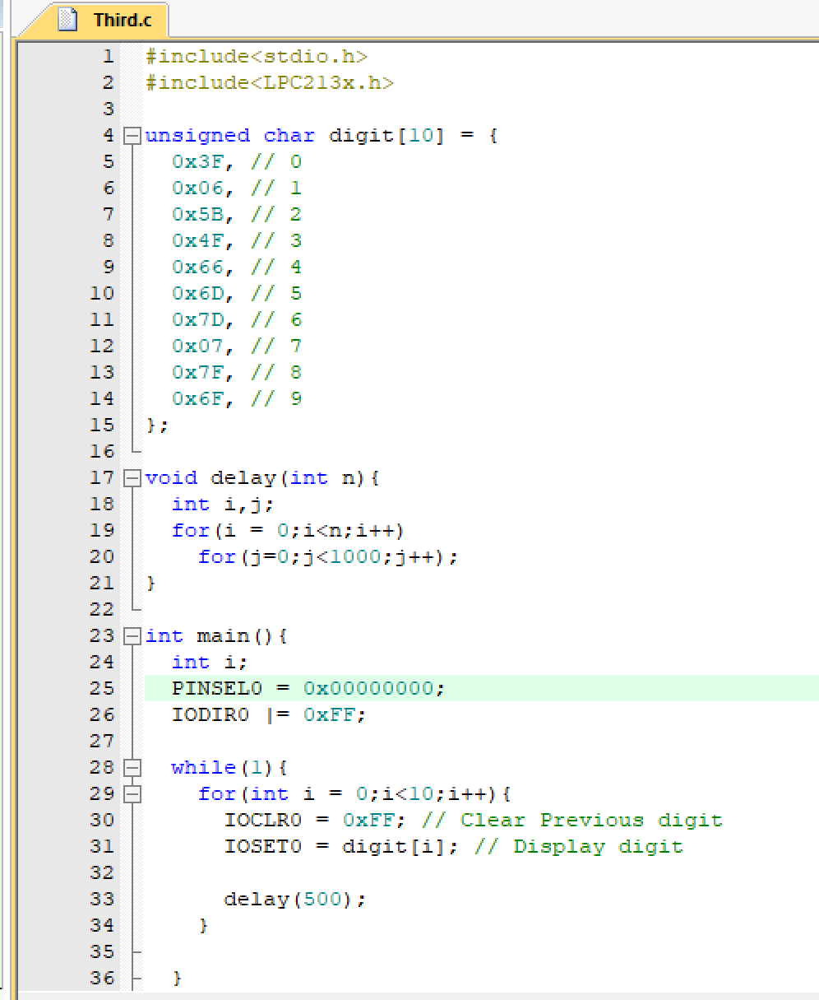 Third.c
1 #include<stdio.h>
2 #include<LPC213x.h>
3
4 unsigned char digit[10] = {
5   0x3F, // 0
6   0x06, // 1
7   0x5B, // 2
8   0x4F, // 3
9   0x66, // 4
10   0x6D, // 5
11   0x7D, // 6
12   0x07, // 7
13   0x7F, // 8
14   0x6F, // 9
15 };
16
17 void delay(int n){
18   int i,j;
19   for(i = 0;i<n;i++)
20     for(j=0;j<1000;j++);
21 }
22
23 int main(){
24   int i;
25   PINSEL0 = 0x00000000;
26   IODIR0 |= 0xFF;
27
28   while(1){
29     for(int i = 0;i<10;i++){
30       IOCLR0 = 0xFF; // Clear Previous digit
31       IOSET0 = digit[i]; // Display digit
32
33       delay(500);
34     }
35
36   }